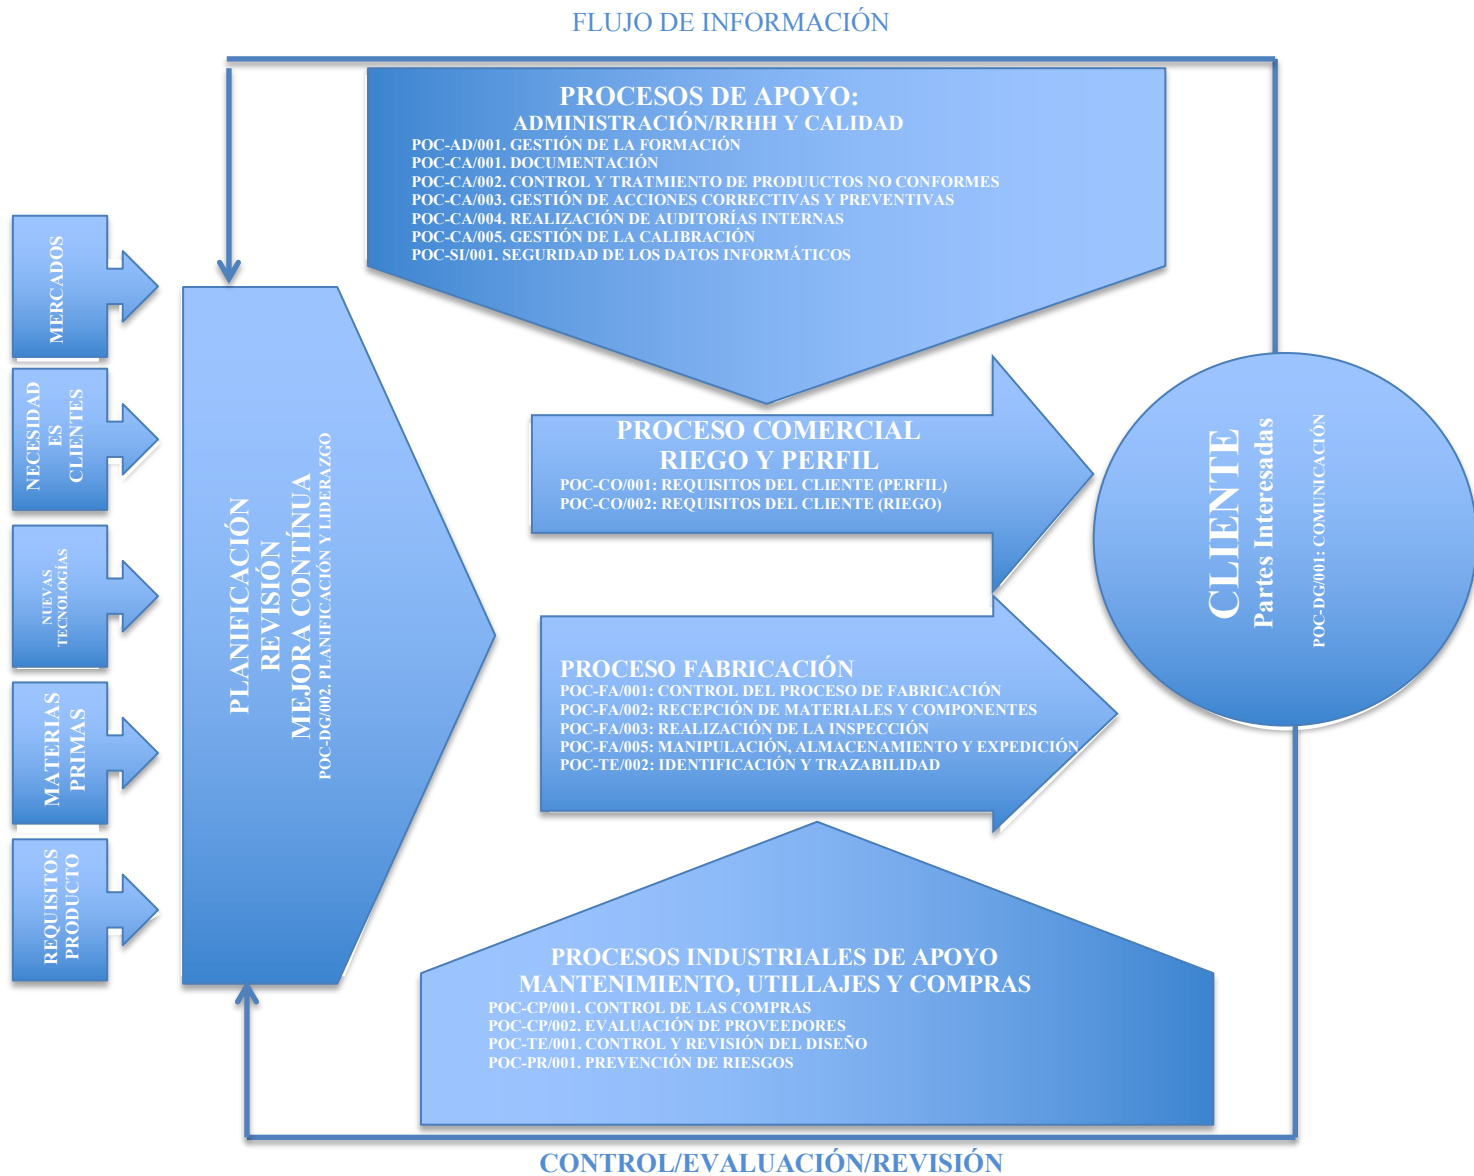 FLUJO DE INFORMACIÓN
PROCESOS DE APOYO:
ADMINISTRACIÓN/RRHH Y CALIDAD
POC-AD/001. GESTIÓN DE LA FORMACIÓN
POC-CA/001. DOCUMENTACIÓN
POC-CA/002. CONTROL Y TRATMIENTO DE PRODUUCTOS NO CONFORMES
POC-CA/003. GESTIÓN DE ACCIONES CORRECTIVAS Y PREVENTIVAS
POC-CA/004. REALIZACIÓN DE AUDITORÍAS INTERNAS
POC-CA/005. GESTIÓN DE LA CALIBRACIÓN
POC-SI/001. SEGURIDAD DE LOS DATOS INFORMÁTICOS
MERCADOS
NECESIDAD
ES
CLIENTES
NUEVAS
TECNOLOGÍAS
MATERIAS
PRIMAS
REQUISITOS
PRODUCTO
PLANIFICACIÓN
REVISIÓN
MEJORA CONTÍNUA
POC-DG/002. PLANIFICACIÓN Y LIDERAZGO
PROCESO COMERCIAL
RIEGO Y PERFIL
POC-CO/001: REQUISITOS DEL CLIENTE (PERFIL)
POC-CO/002: REQUISITOS DEL CLIENTE (RIEGO)
PROCESO FABRICACIÓN
POC-FA/001: CONTROL DEL PROCESO DE FABRICACIÓN
POC-FA/002: RECEPCIÓN DE MATERIALES Y COMPONENTES
POC-FA/003: REALIZACIÓN DE LA INSPECCIÓN
POC-FA/005: MANIPULACIÓN, ALMACENAMIENTO Y EXPEDICIÓN
POC-TE/002: IDENTIFICACIÓN Y TRAZABILIDAD
CLIENTE
Partes Interesadas
POC-DG/001: COMUNICACIÓN
PROCESOS INDUSTRIALES DE APOYO
MANTENIMIENTO, UTILLAJES Y COMPRAS
POC-CP/001. CONTROL DE LAS COMPRAS
POC-CP/002. EVALUACIÓN DE PROVEEDORES
POC-TE/001. CONTROL Y REVISIÓN DEL DISEÑO
POC-PR/001. PREVENCIÓN DE RIESGOS
CONTROL/EVALUACIÓN/REVISIÓN